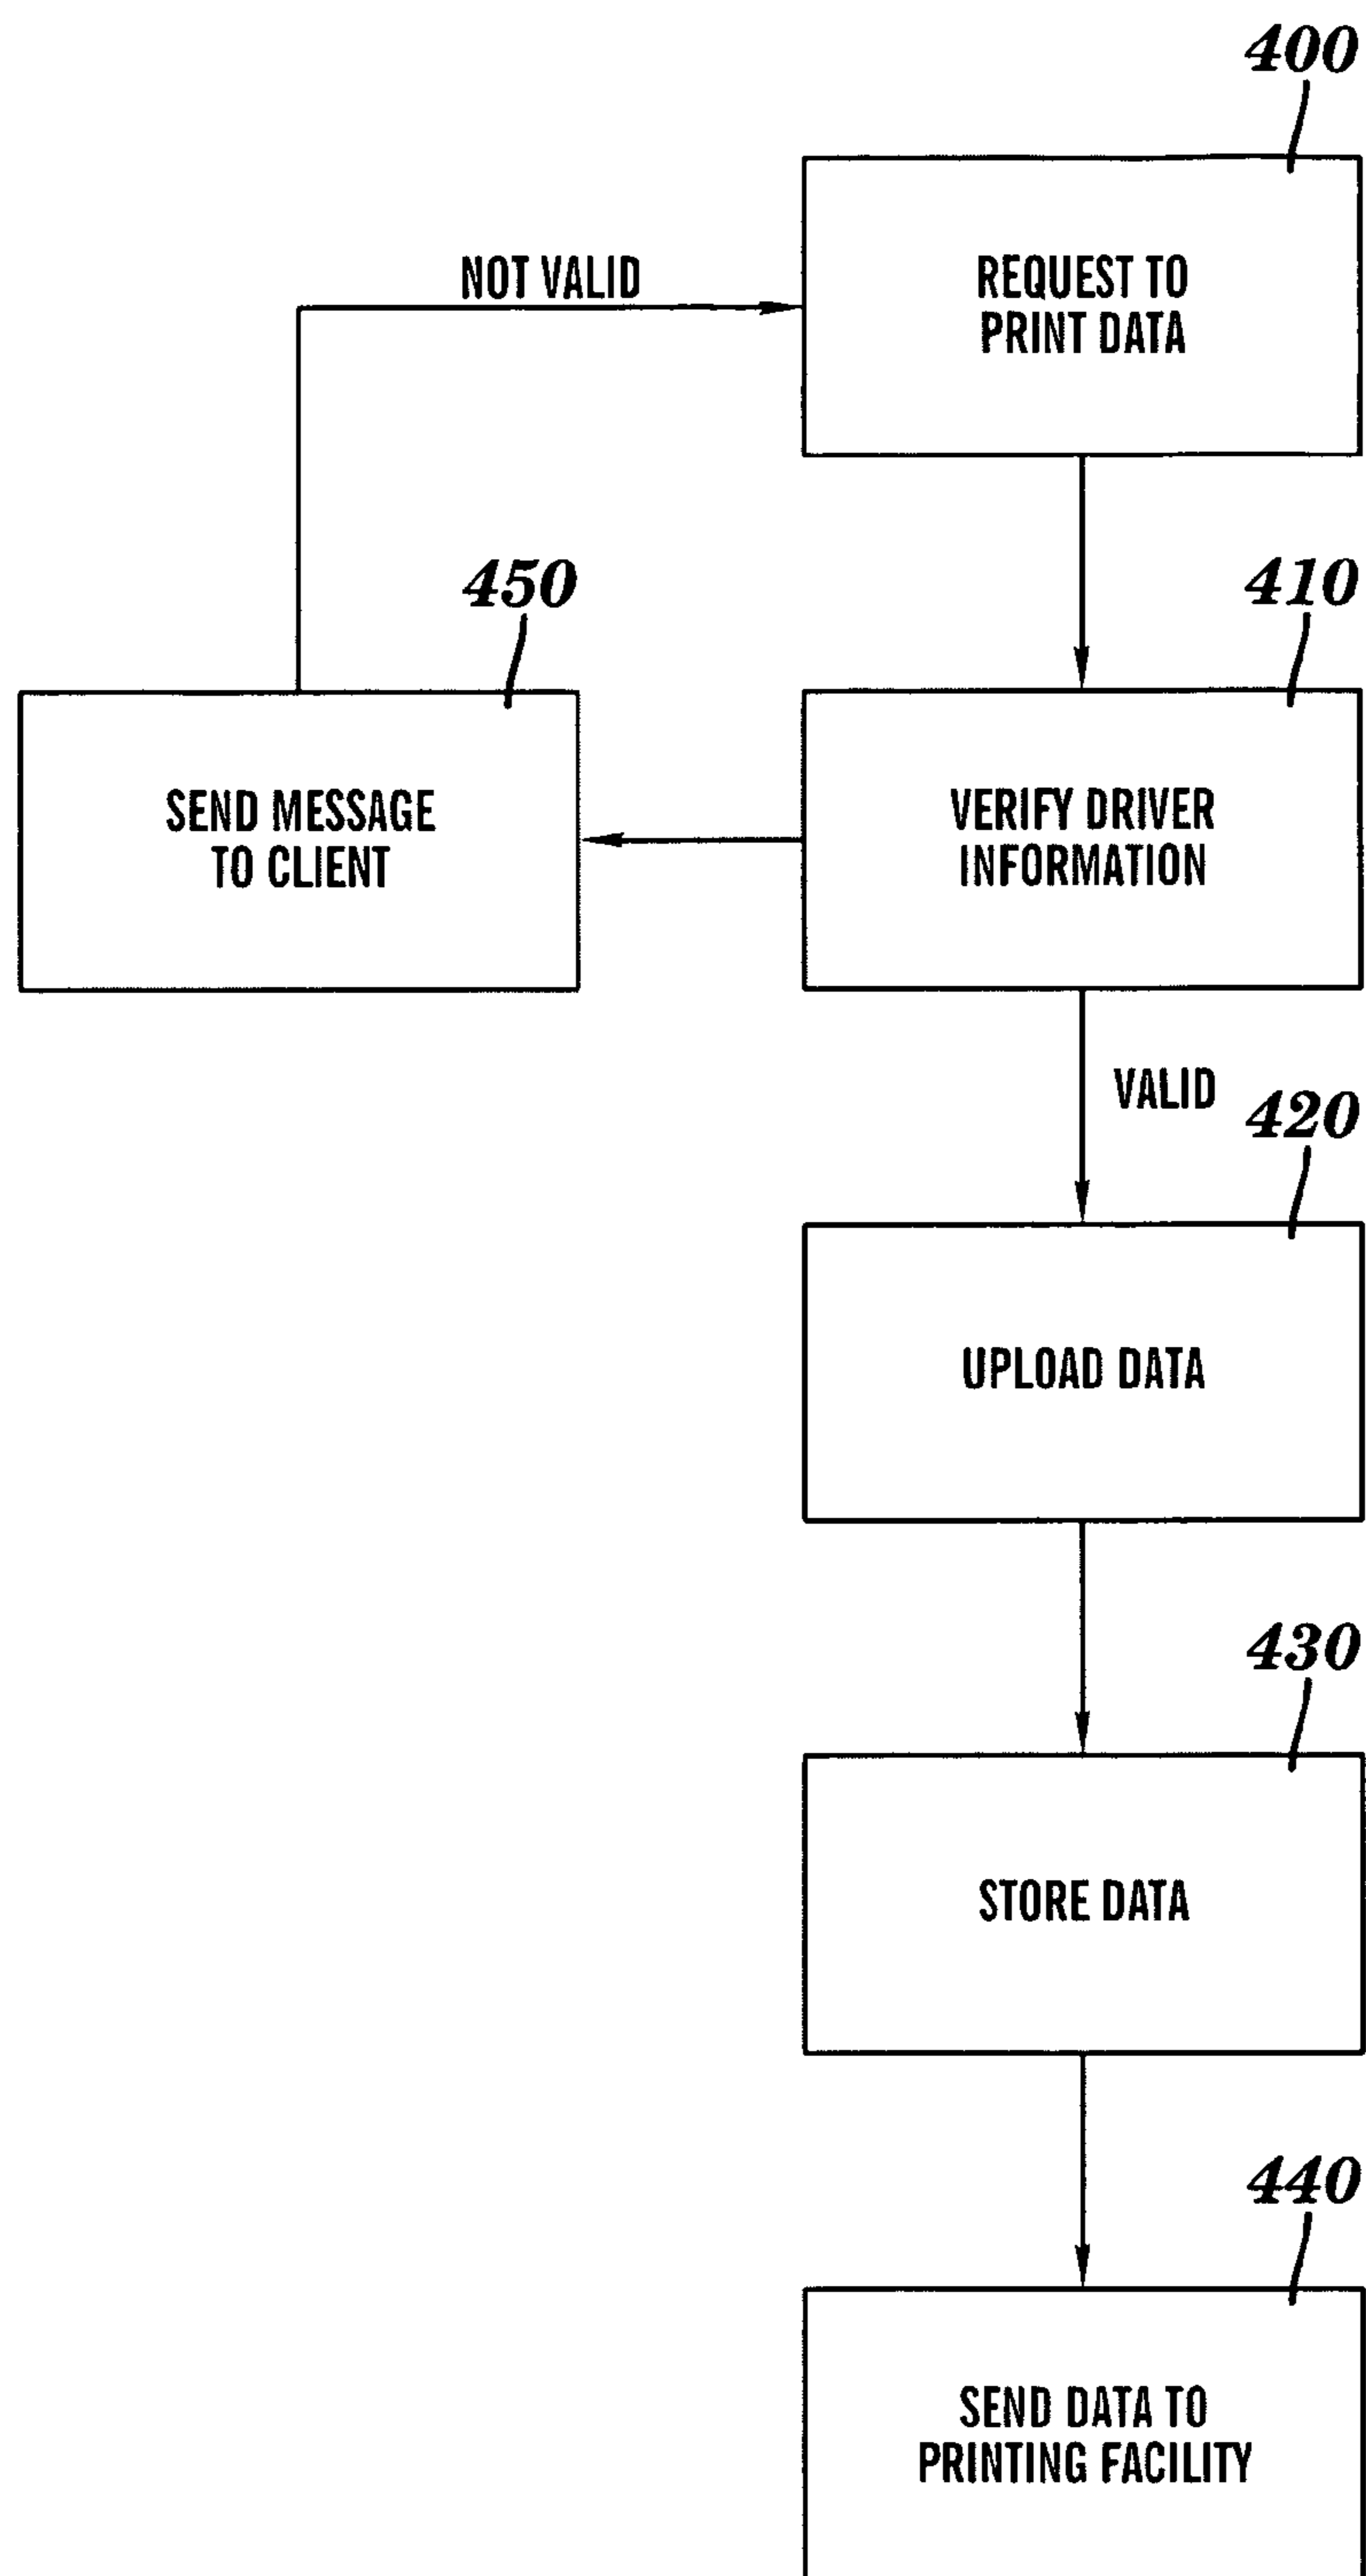 400
NOT VALID
REQUEST TO
PRINT DATA
450
410
SEND MESSAGE
TO CLIENT
VERIFY DRIVER
INFORMATION
VALID
420
UPLOAD DATA
430
STORE DATA
440
SEND DATA TO
PRINTING FACILITY